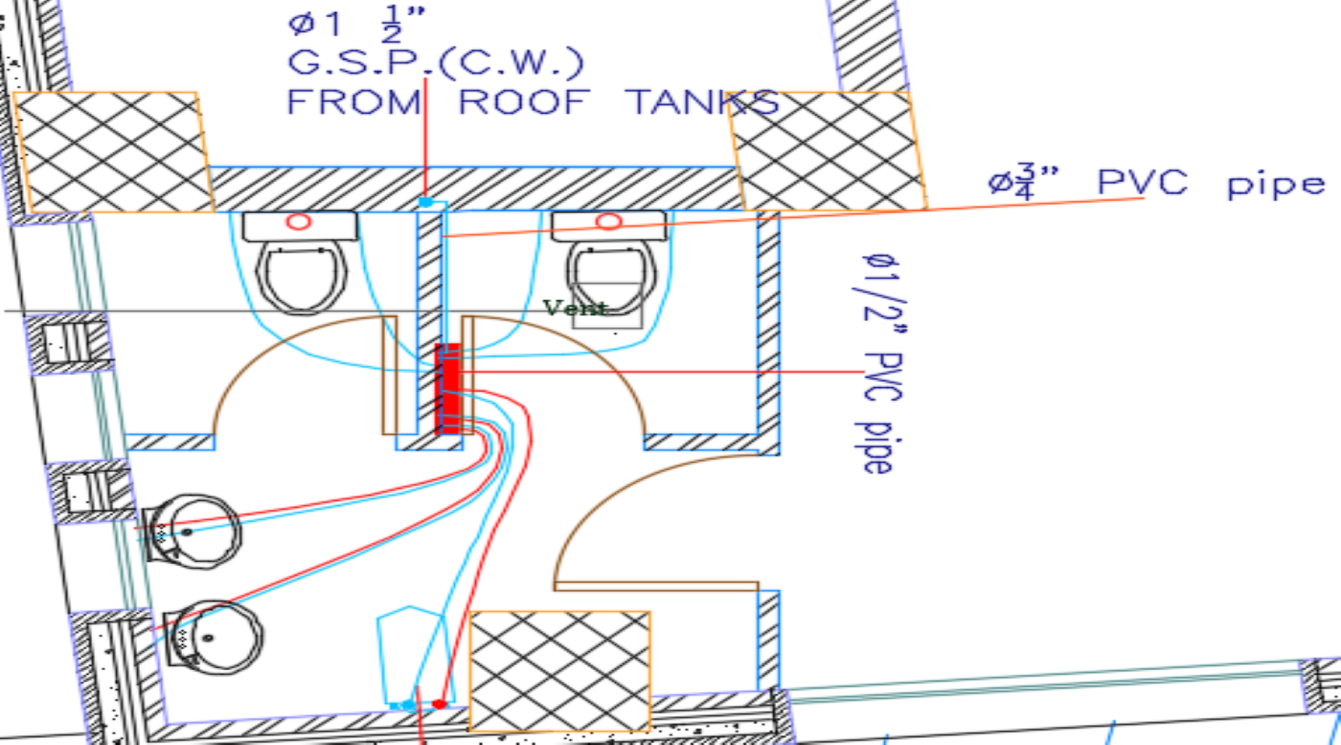 ø1 1/2”
G.S.P.(C.W.)
FROM ROOF TANKS
ø3/4” PVC pipe
ø1/2” PVC pipe
Vent